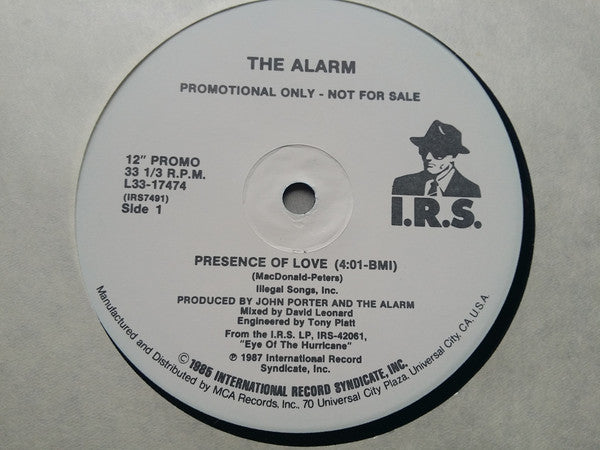 THE ALARM
PROMOTIONAL ONLY - NOT FOR SALE
12" PROMO
33 1/3 R.P.M.
L33-17474
(IRS7491)
Side 1
I.R.S.
PRESENCE OF LOVE (4:01-BMI)
(MacDonald-Peters)
Illegal Songs, Inc.
PRODUCED BY JOHN PORTER AND THE ALARM
Mixed by David Leonard
Engineered by Tony Platt
From the I.R.S. LP, IRS-42061,
"Eye Of The Hurricane"
℗ 1987 International Record
Syndicate, Inc.
© 1985 INTERNATIONAL RECORD SYNDICATE, INC.
Manufactured and Distributed by MCA Records, Inc., 70 Universal City Plaza, Universal City, CA. U.S.A.